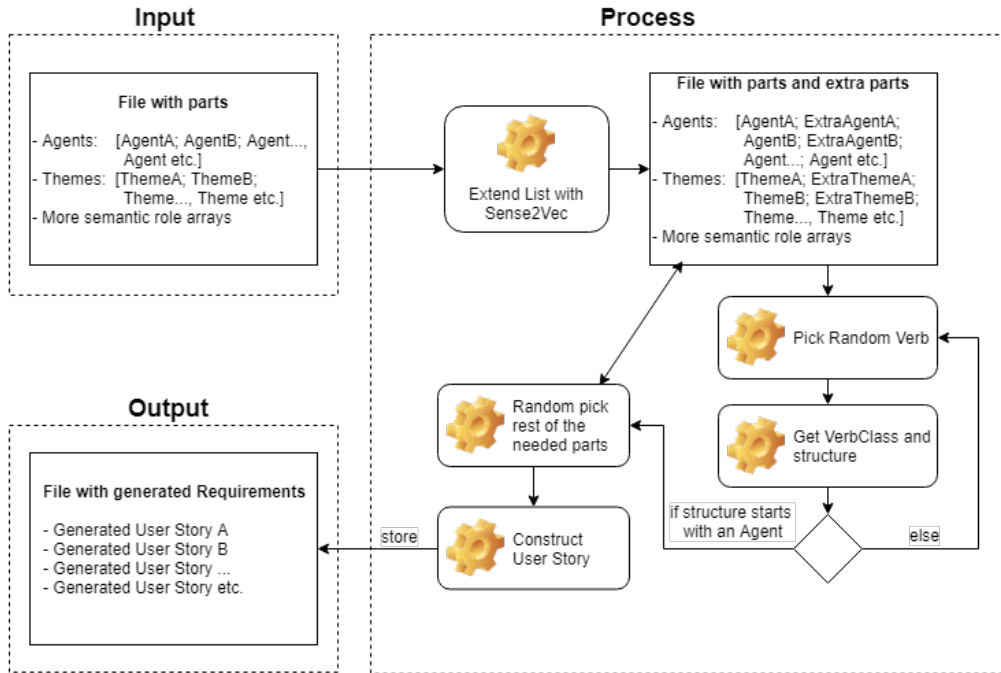 Input
File with parts
- Agents: [AgentA; AgentB; Agent...,
Agent etc.]
- Themes: [ThemeA; ThemeB;
Theme..., Theme etc.]
- More semantic role arrays
Process
Extend List with
Sense2Vec
File with parts and extra parts
- Agents: [AgentA; ExtraAgentA;
AgentB; ExtraAgentB;
Agent...; Agent etc.]
- Themes: [ThemeA; ExtraThemeA;
ThemeB; ExtraThemeB;
Theme..., Theme etc.]
- More semantic role arrays
Pick Random Verb
Get VerbClass and
structure
if structure starts
with an Agent
else
Random pick
rest of the
needed parts
Construct
User Story
store
Output
File with generated Requirements
- Generated User Story A
- Generated User Story B
- Generated User Story ...
- Generated User Story etc.